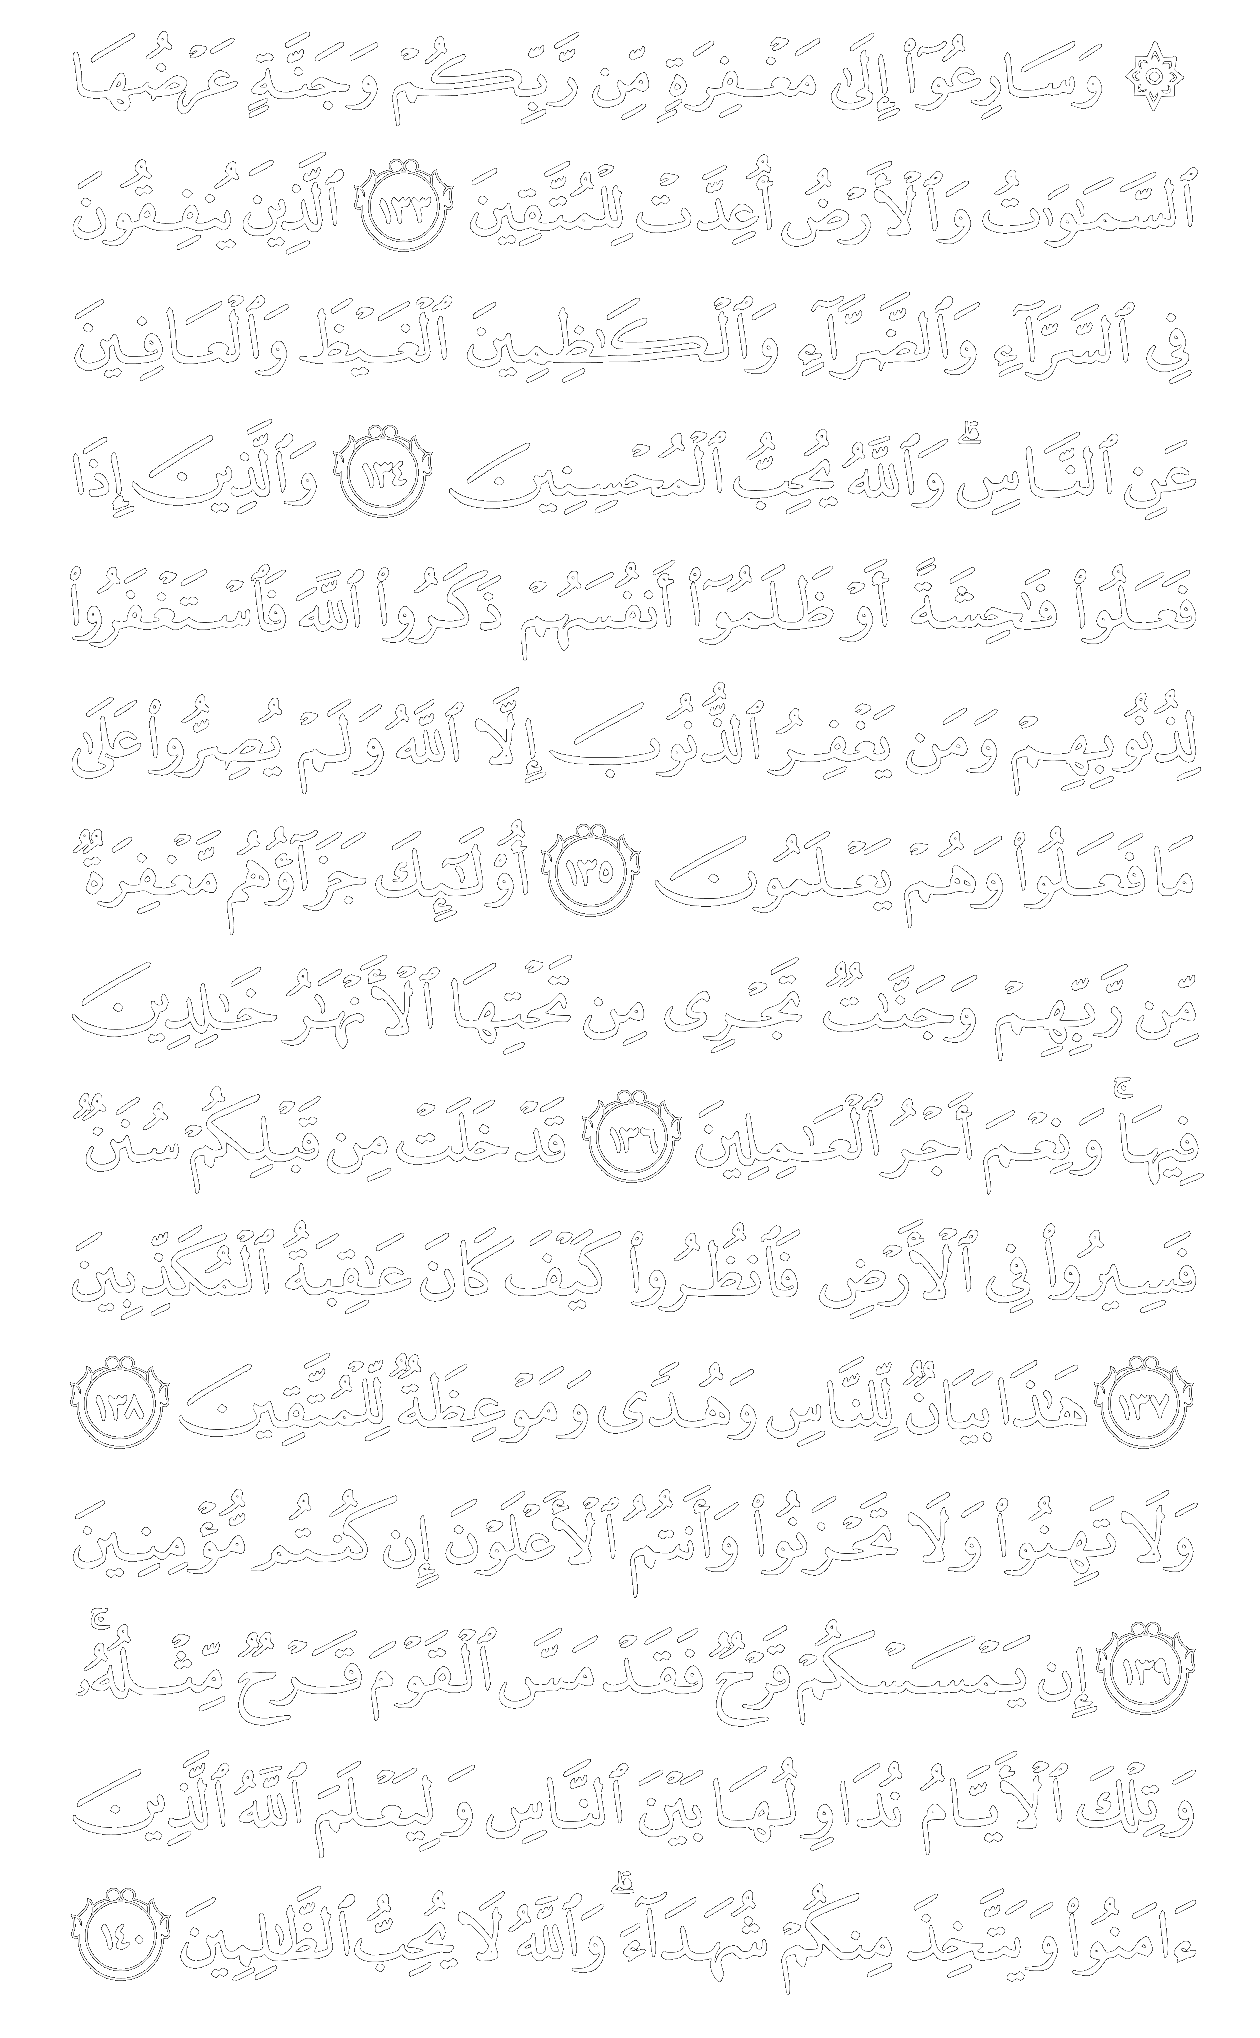 ۞ وَسَارِعُوٓا۟ إِلَىٰ مَغْفِرَةٍ مِّن رَّبِّكُمْ وَجَنَّةٍ عَرْضُهَا
ٱلسَّمَـٰوَٰتُ وَٱلْأَرْضُ أُعِدَّتْ لِلْمُتَّقِينَ ١٣٣ ٱلَّذِينَ يُنفِقُونَ
فِى ٱلسَّرَّآءِ وَٱلضَّرَّآءِ وَٱلْكَـٰظِمِينَ ٱلْغَيْظَ وَٱلْعَافِينَ
عَنِ ٱلنَّاسِ ۗ وَٱللَّهُ يُحِبُّ ٱلْمُحْسِنِينَ ١٣٤ وَٱلَّذِينَ إِذَا
فَعَلُوا۟ فَـٰحِشَةً أَوْ ظَلَمُوٓا۟ أَنفُسَهُمْ ذَكَرُوا۟ ٱللَّهَ فَٱسْتَغْفَرُوا۟
لِذُنُوبِهِمْ وَمَن يَغْفِرُ ٱلذُّنُوبَ إِلَّا ٱللَّهُ وَلَمْ يُصِرُّوا۟ عَلَىٰ
مَا فَعَلُوا۟ وَهُمْ يَعْلَمُونَ ١٣٥ أُو۟لَـٰٓئِكَ جَزَآؤُهُم مَّغْفِرَةٌ
مِّن رَّبِّهِمْ وَجَنَّـٰتٌ تَجْرِى مِن تَحْتِهَا ٱلْأَنْهَـٰرُ خَـٰلِدِينَ
فِيهَا ۚ وَنِعْمَ أَجْرُ ٱلْعَـٰمِلِينَ ١٣٦ قَدْ خَلَتْ مِن قَبْلِكُمْ سُنَنٌ
فَسِيرُوا۟ فِى ٱلْأَرْضِ فَٱنظُرُوا۟ كَيْفَ كَانَ عَـٰقِبَةُ ٱلْمُكَذِّبِينَ
١٣٧ هَـٰذَا بَيَانٌ لِّلنَّاسِ وَهُدًى وَمَوْعِظَةٌ لِّلْمُتَّقِينَ ١٣٨
وَلَا تَهِنُوا۟ وَلَا تَحْزَنُوا۟ وَأَنتُمُ ٱلْأَعْلَوْنَ إِن كُنتُم مُّؤْمِنِينَ
١٣٩ إِن يَمْسَسْكُمْ قَرْحٌ فَقَدْ مَسَّ ٱلْقَوْمَ قَرْحٌ مِّثْلُهُۥ ۚ
وَتِلْكَ ٱلْأَيَّامُ نُدَاوِلُهَا بَيْنَ ٱلنَّاسِ وَلِيَعْلَمَ ٱللَّهُ ٱلَّذِينَ
ءَامَنُوا۟ وَيَتَّخِذَ مِنكُمْ شُهَدَآءَ ۗ وَٱللَّهُ لَا يُحِبُّ ٱلظَّـٰلِمِينَ ١٤٠